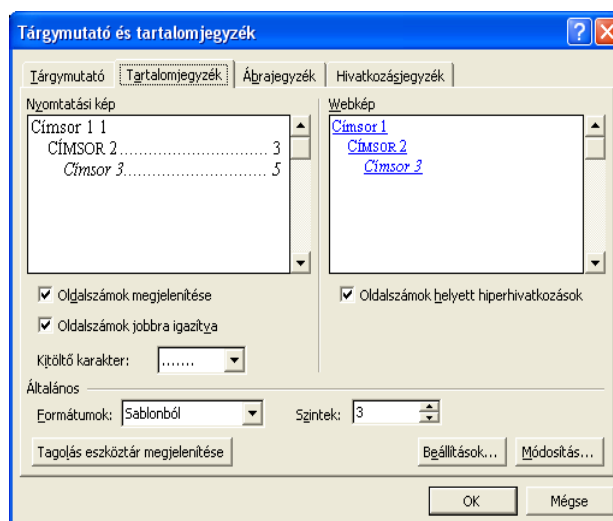 Tárgymutató és tartalomjegyzék
Tárgymutató Tartalomjegyzék Ábrajegyzék Hivatkozásjegyzék
Nyomtatási kép
Címsor 1 1
CÍMSOR 2............................ 3
Címsor 3......................... 5
Webkép
Címsor 1
CÍMSOR 2
Címsor 3
Oldalszámok megjelenítése
Oldalszámok jobbra igazítva
Kitöltő karakter: .......
Oldalszámok helyett hiperhivatkozások
Általános
Formátumok: Sablonból Szintek: 3
Tagolás eszköztár megjelenítése Beállítások... Módosítás...
OK Mégse